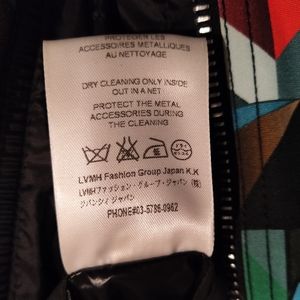 PROTEGER LES
ACCESSOIRES METALLIQUES
AU NETTOYAGE
DRY CLEANING ONLY INSIDE
OUT IN A NET
PROTECT THE METAL
ACCESSORIES DURING
THE CLEANING
LVMH Fashion Group Japan K.K
LVMHファッション・グループ・ジャパン（株）
ジバンシイ ジャパン
PHONE#03-5786-0962